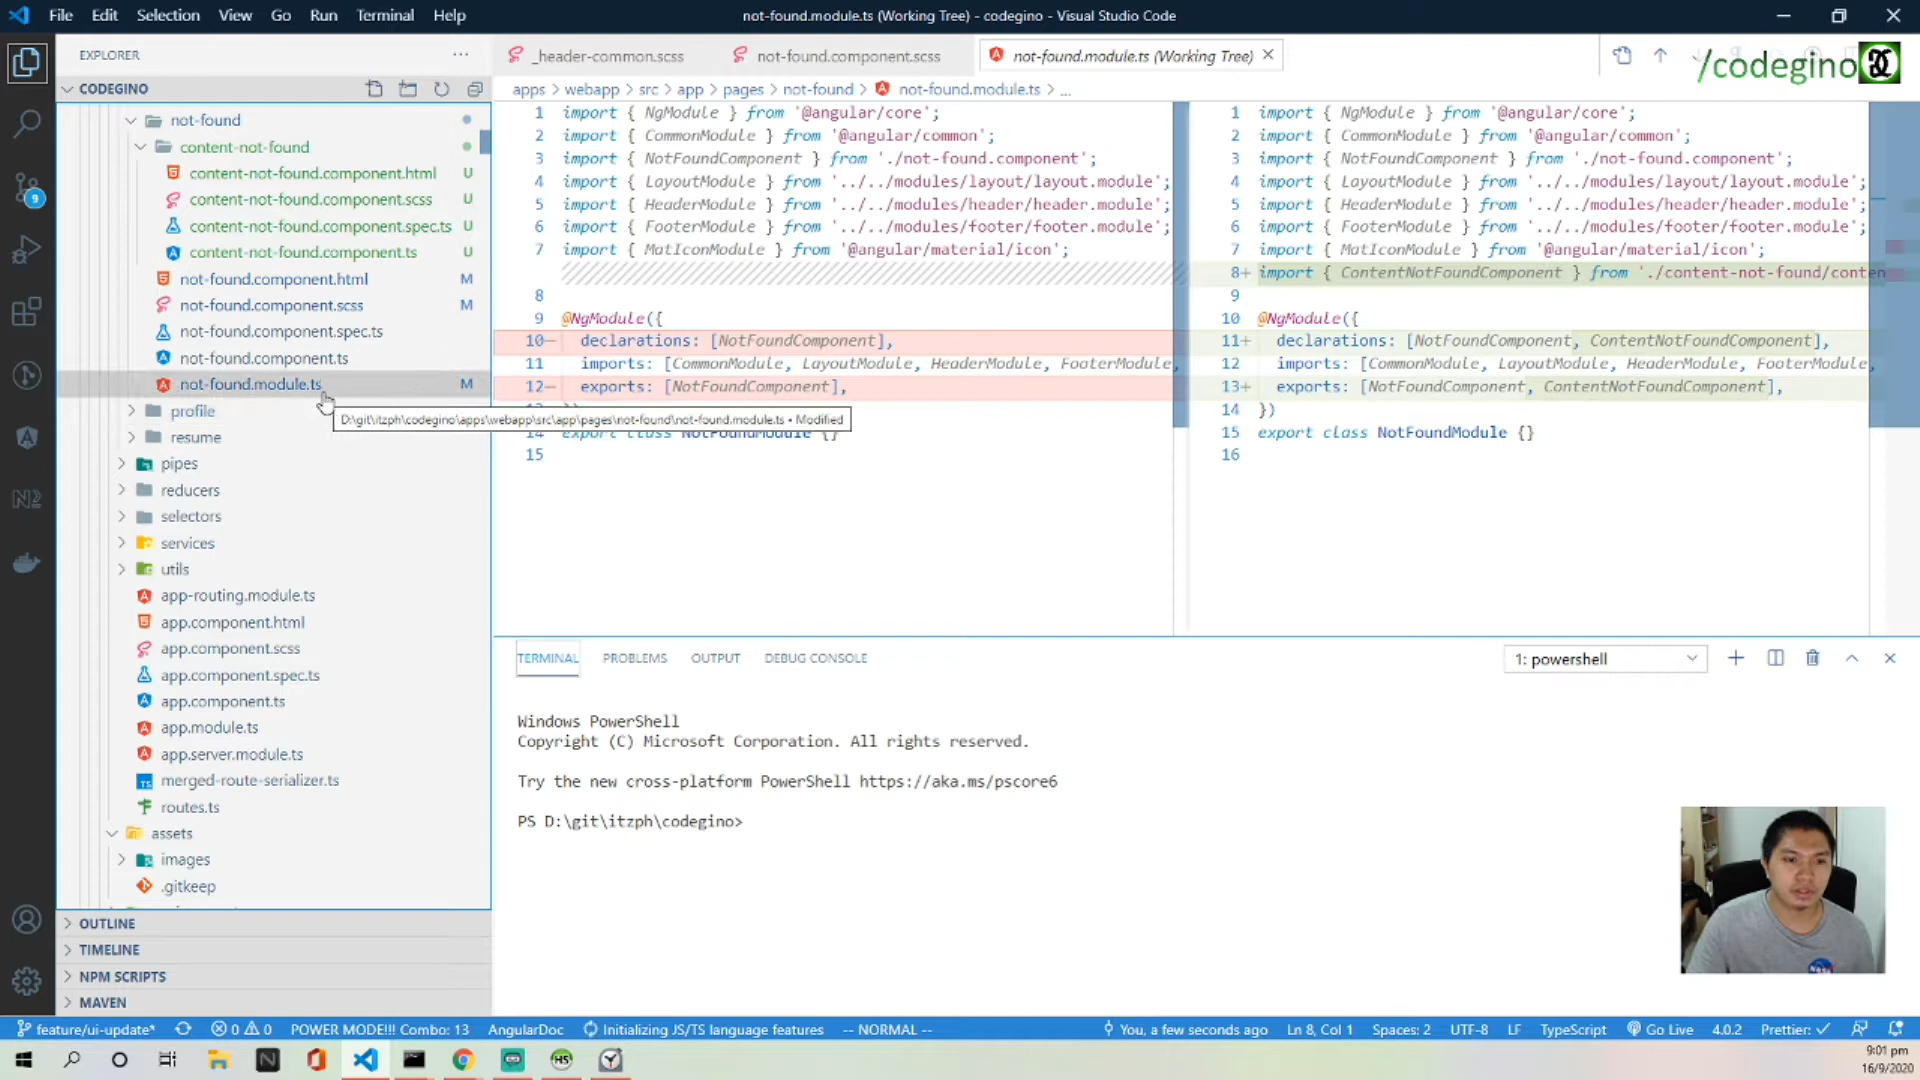 File Edit Selection View Go Run Terminal Help
not-found.module.ts (Working Tree) - codegino - Visual Studio Code
EXPLORER
_header-common.scss
not-found.component.scss
not-found.module.ts (Working Tree)
/codegino
CODEGINO
apps > webapp > src > app > pages > not-found > not-found.module.ts > ...
not-found
content-not-found
content-not-found.component.html U
content-not-found.component.scss U
content-not-found.component.spec.ts U
content-not-found.component.ts U
not-found.component.html M
not-found.component.scss M
not-found.component.spec.ts
not-found.component.ts
not-found.module.ts M
profile
resume
pipes
reducers
selectors
services
utils
app-routing.module.ts
app.component.html
app.component.scss
app.component.spec.ts
app.component.ts
app.module.ts
app.server.module.ts
merged-route-serializer.ts
routes.ts
assets
images
.gitkeep
OUTLINE
TIMELINE
NPM SCRIPTS
MAVEN
9
D:\git\itzph\codegino\apps\webapp\src\app\pages\not-found\not-found.module.ts • Modified
1 import { NgModule } from '@angular/core';
2 import { CommonModule } from '@angular/common';
3 import { NotFoundComponent } from './not-found.component';
4 import { LayoutModule } from '../../modules/layout/layout.module';
5 import { HeaderModule } from '../../modules/header/header.module';
6 import { FooterModule } from '../../modules/footer/footer.module';
7 import { MatIconModule } from '@angular/material/icon';
8
9 @NgModule({
10- declarations: [NotFoundComponent],
11 imports: [CommonModule, LayoutModule, HeaderModule, FooterModule,
12- exports: [NotFoundComponent],
14 export class NotFoundModule {}
15
1 import { NgModule } from '@angular/core';
2 import { CommonModule } from '@angular/common';
3 import { NotFoundComponent } from './not-found.component';
4 import { LayoutModule } from '../../modules/layout/layout.module';
5 import { HeaderModule } from '../../modules/header/header.module';
6 import { FooterModule } from '../../modules/footer/footer.module';
7 import { MatIconModule } from '@angular/material/icon';
8+ import { ContentNotFoundComponent } from './content-not-found/conten
9
10 @NgModule({
11+ declarations: [NotFoundComponent, ContentNotFoundComponent],
12 imports: [CommonModule, LayoutModule, HeaderModule, FooterModule,
13+ exports: [NotFoundComponent, ContentNotFoundComponent],
14 })
15 export class NotFoundModule {}
16
TERMINAL PROBLEMS OUTPUT DEBUG CONSOLE
1: powershell
Windows PowerShell
Copyright (C) Microsoft Corporation. All rights reserved.
Try the new cross-platform PowerShell https://aka.ms/pscore6
PS D:\git\itzph\codegino>
feature/ui-update* 0 0 POWER MODE!!! Combo: 13 AngularDoc Initializing JS/TS language features -- NORMAL -- You, a few seconds ago Ln 8, Col 1 Spaces: 2 UTF-8 LF TypeScript Go Live 4.0.2 Prettier: ✓
9:01 pm
16/9/2020